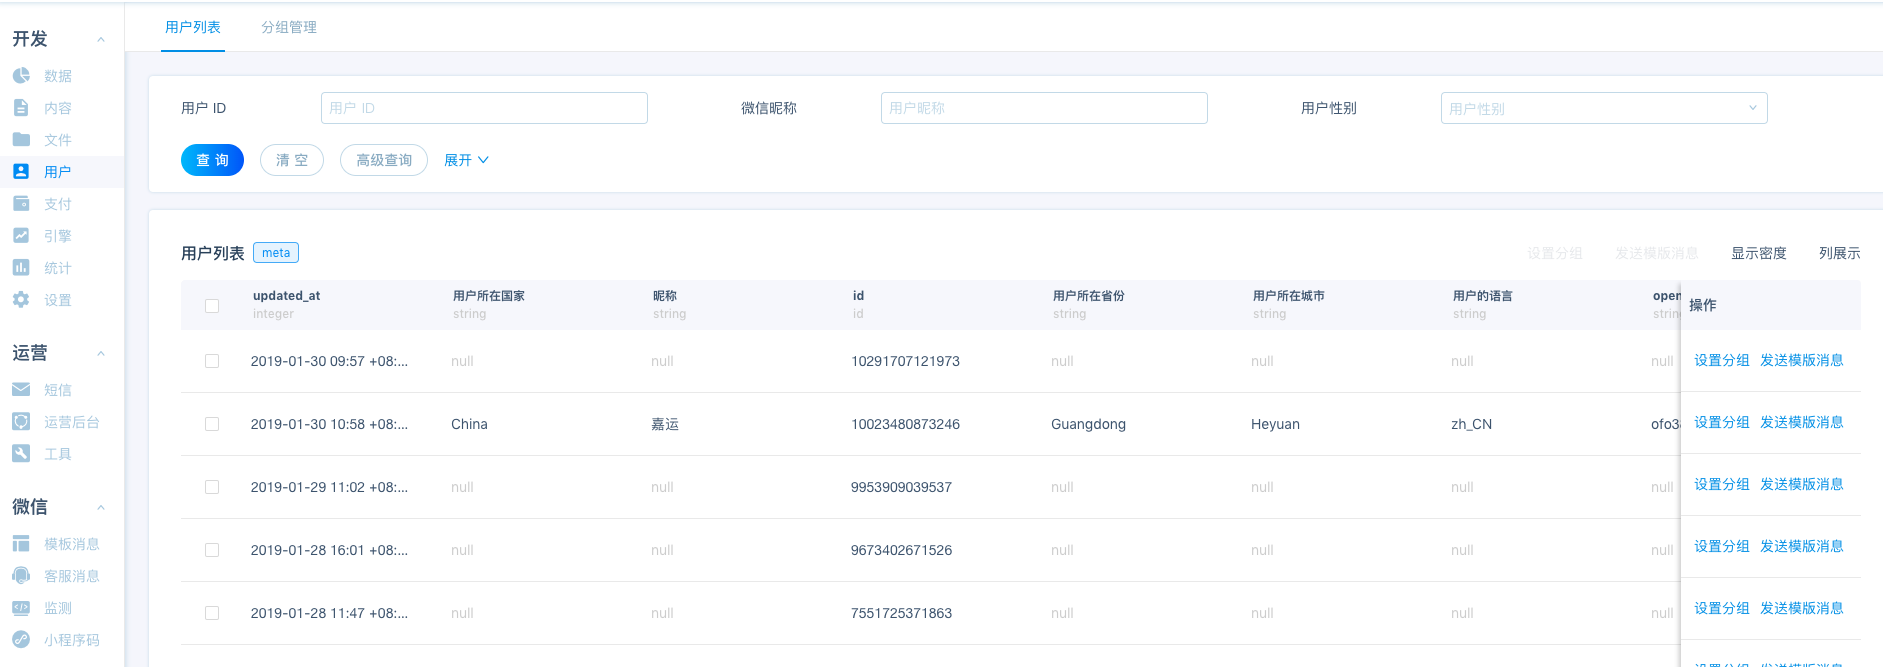 用户列表 分组管理
开发
数据
内容
文件
用户
支付
引擎
统计
设置
运营
短信
运营后台
工具
微信
模板消息
客服消息
监测
小程序码
用户 ID 用户 ID 微信昵称 用户昵称 用户性别 用户性别
查 询 清 空 高级查询 展开
用户列表 meta 设置分组 发送模版消息 显示密度 列展示
updated_at 用户所在国家 昵称 id 用户所在省份 用户所在城市 用户的语言 open 操作
integer string string id string string string string
2019-01-30 09:57 +08:... null null 10291707121973 null null null null 设置分组 发送模版消息
2019-01-30 10:58 +08:... China 嘉运 10023480873246 Guangdong Heyuan zh_CN ofo38 设置分组 发送模版消息
2019-01-29 11:02 +08:... null null 9953909039537 null null null null 设置分组 发送模版消息
2019-01-28 16:01 +08:... null null 9673402671526 null null null null 设置分组 发送模版消息
2019-01-28 11:47 +08:... null null 7551725371863 null null null null 设置分组 发送模版消息